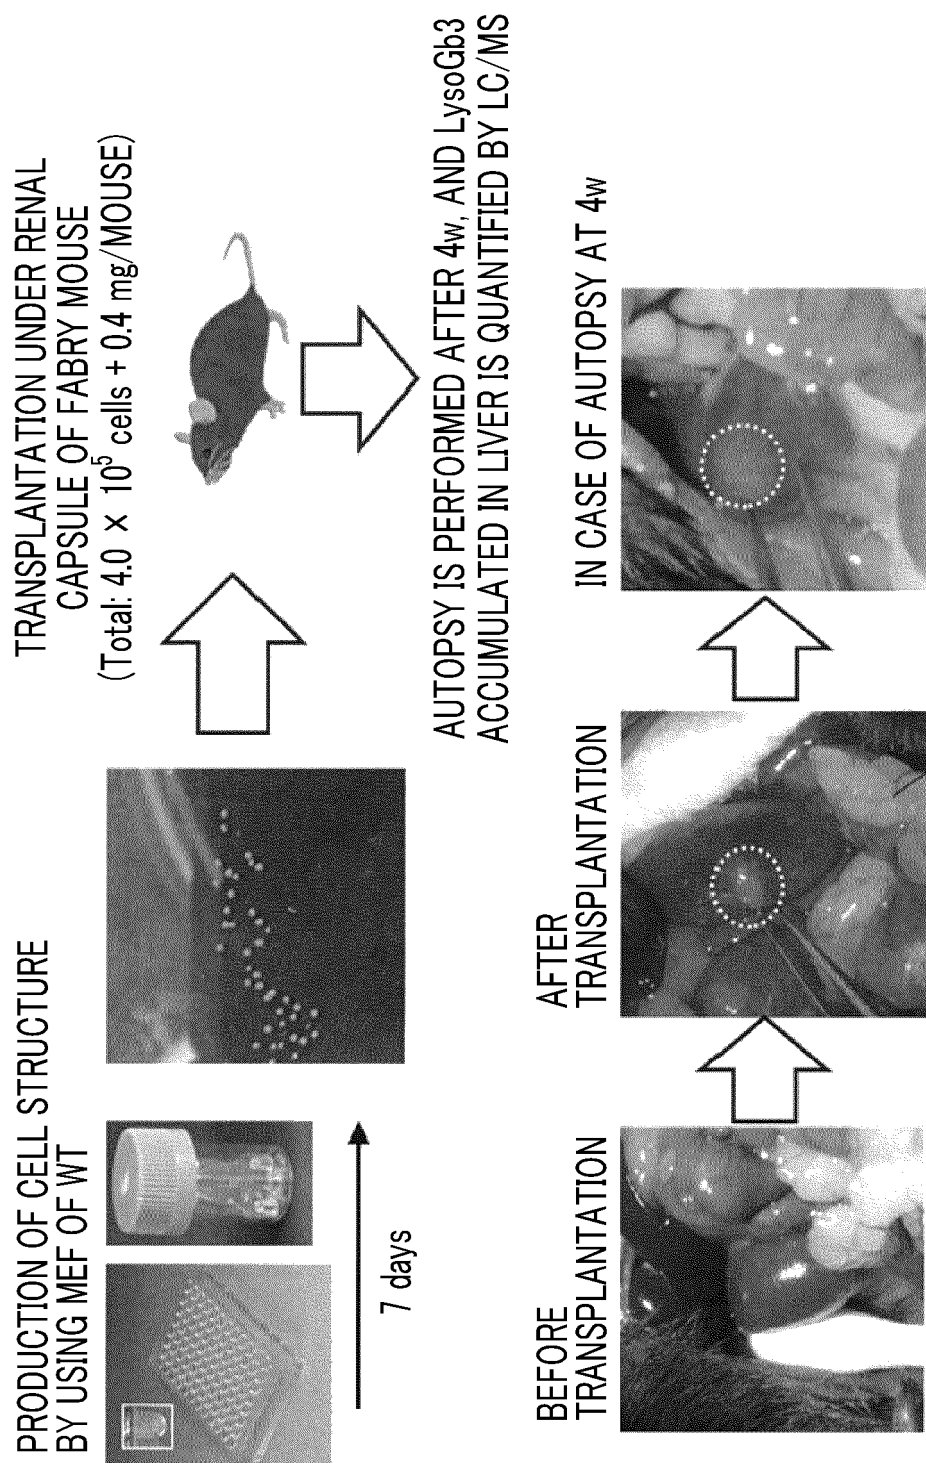 PRODUCTION OF CELL STRUCTURE
BY USING MEF OF WT
7 days
TRANSPLANTATION UNDER RENAL
CAPSULE OF FABRY MOUSE
(Total: 4.0 × 10⁵ cells + 0.4 mg/MOUSE)
AUTOPSY IS PERFORMED AFTER 4w, AND LysoGb3
ACCUMULATED IN LIVER IS QUANTIFIED BY LC/MS
BEFORE
TRANSPLANTATION
AFTER
TRANSPLANTATION
IN CASE OF AUTOPSY AT 4w